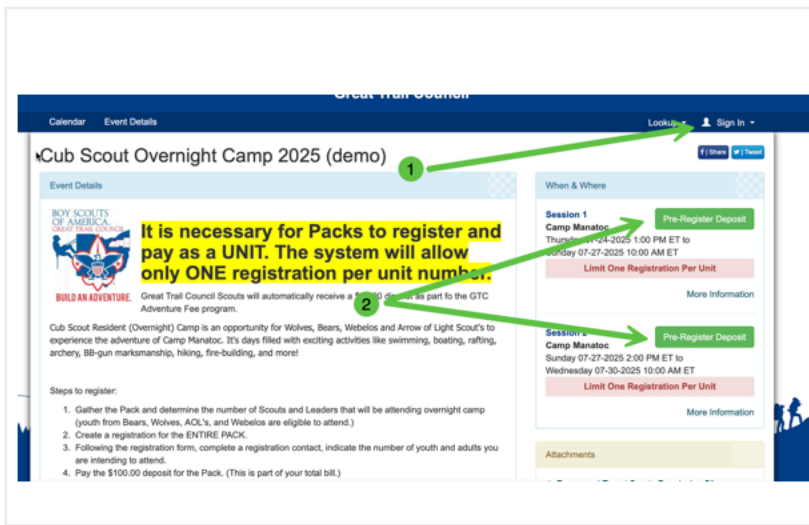 Great Trail Council
Calendar Event Details Lookup Sign In
Cub Scout Overnight Camp 2025 (demo)
1
f | Share | Tweet
Event Details
BOY SCOUTS
OF AMERICA
GREAT TRAIL COUNCIL
BUILD AN ADVENTURE.
It is necessary for Packs to register and
pay as a UNIT. The system will allow
only ONE registration per unit number.
Great Trail Council Scouts will automatically receive a as part fo the GTC
Adventure Fee program.
2
Cub Scout Resident (Overnight) Camp is an opportunity for Wolves, Bears, Webelos and Arrow of Light Scout's to
experience the adventure of Camp Manatoc. It's days filled with exciting activities like swimming, boating, rafting,
archery, BB-gun marksmanship, hiking, fire-building, and more!
Steps to register:
1. Gather the Pack and determine the number of Scouts and Leaders that will be attending overnight camp
(youth from Bears, Wolves, AOL's, and Webelos are eligible to attend.)
2. Create a registration for the ENTIRE PACK.
3. Following the registration form, complete a registration contact, indicate the number of youth and adults you
are intending to attend.
4. Pay the $100.00 deposit for the Pack. (This is part of your total bill.)
When & Where
Session 1
Pre-Register Deposit
Camp Manatoc
Thursday 07-24-2025 1:00 PM ET to
Sunday 07-27-2025 10:00 AM ET
Limit One Registration Per Unit
More Information
Session 2
Pre-Register Deposit
Camp Manatoc
Sunday 07-27-2025 2:00 PM ET to
Wednesday 07-30-2025 10:00 AM ET
Limit One Registration Per Unit
More Information
Attachments